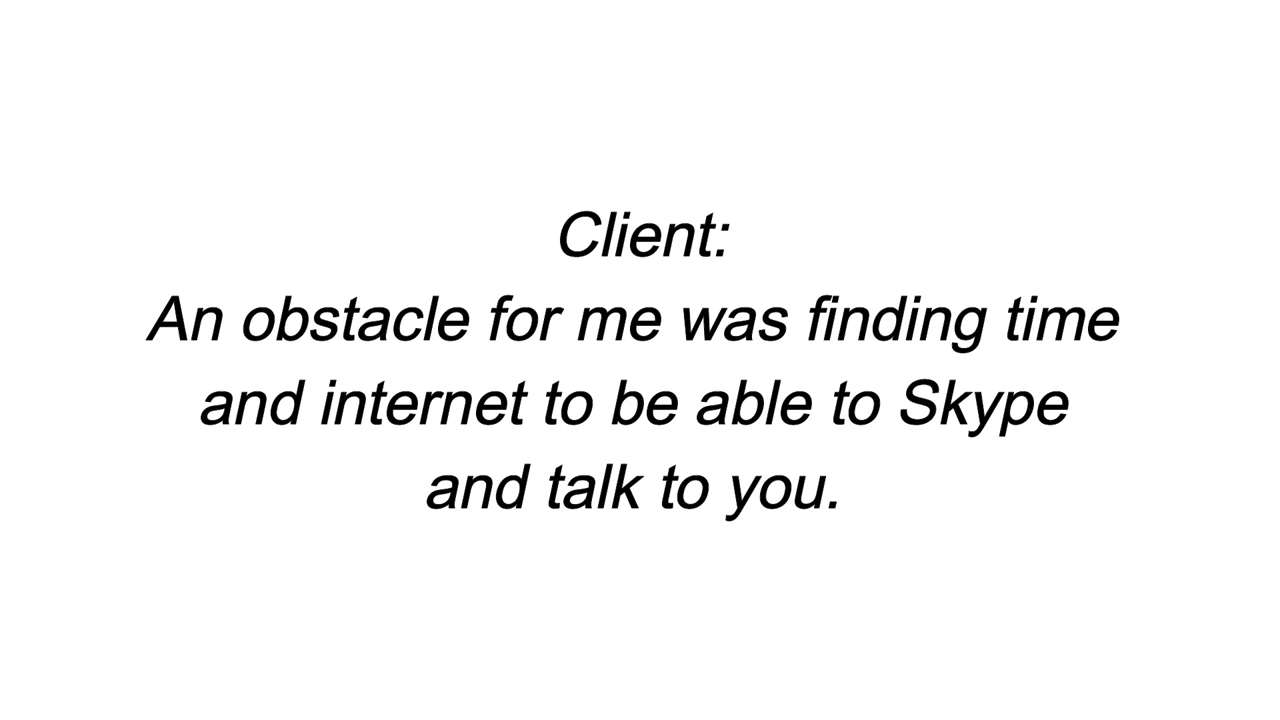 Client:
An obstacle for me was finding time
and internet to be able to Skype
and talk to you.